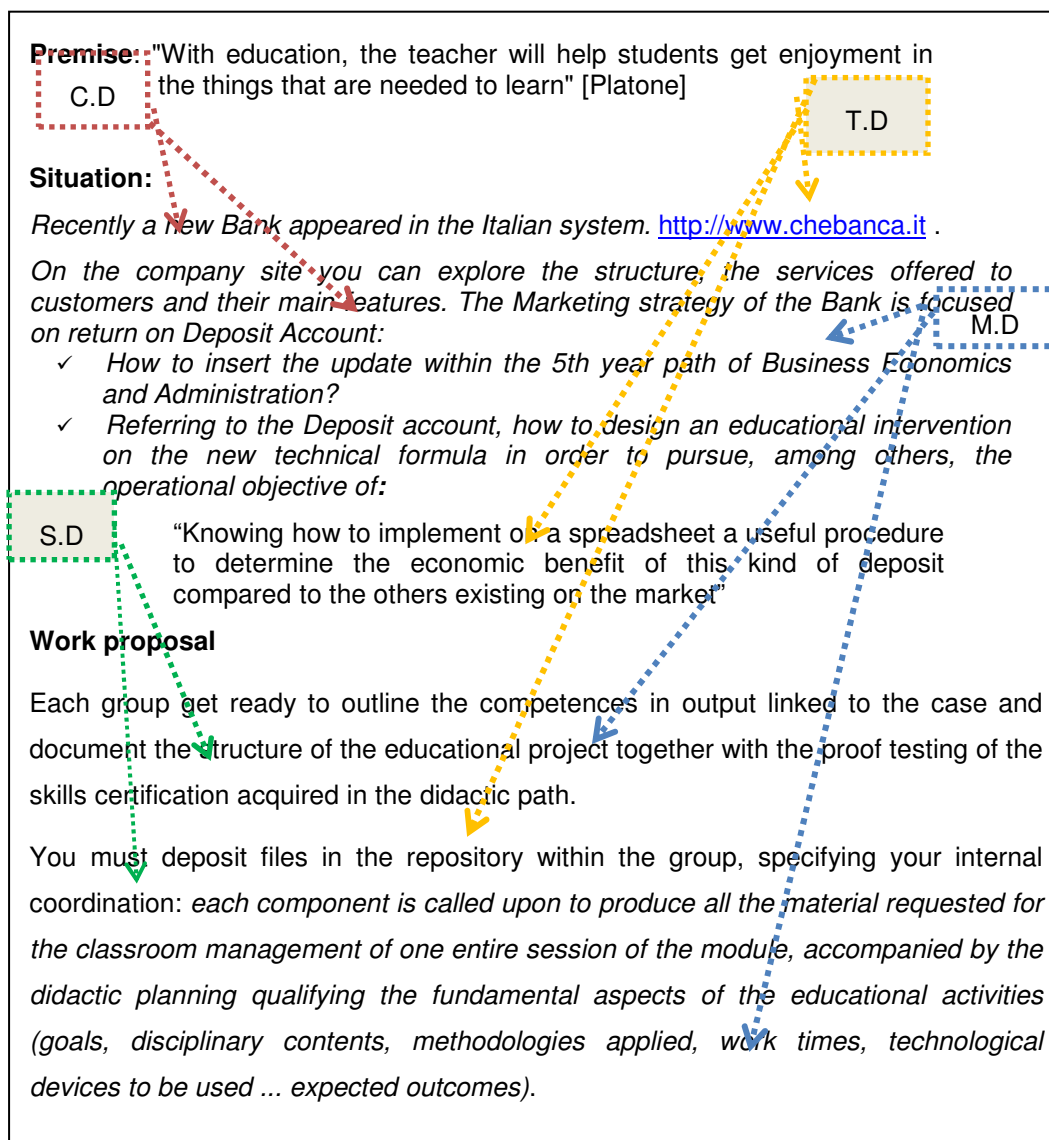 Premise: "With education, the teacher will help students get enjoyment in
the things that are needed to learn" [Platone]
C.D
T.D
Situation:
Recently a new Bank appeared in the Italian system. http://www.chebanca.it .
On the company site you can explore the structure, the services offered to
customers and their main features. The Marketing strategy of the Bank is focused
on return on Deposit Account:
M.D
✓ How to insert the update within the 5th year path of Business Economics
and Administration?
✓ Referring to the Deposit account, how to design an educational intervention
on the new technical formula in order to pursue, among others, the
operational objective of:
S.D
“Knowing how to implement on a spreadsheet a useful procedure
to determine the economic benefit of this kind of deposit
compared to the others existing on the market”
Work proposal
Each group get ready to outline the competences in output linked to the case and
document the structure of the educational project together with the proof testing of the
skills certification acquired in the didactic path.
You must deposit files in the repository within the group, specifying your internal
coordination: each component is called upon to produce all the material requested for
the classroom management of one entire session of the module, accompanied by the
didactic planning qualifying the fundamental aspects of the educational activities
(goals, disciplinary contents, methodologies applied, work times, technological
devices to be used ... expected outcomes).